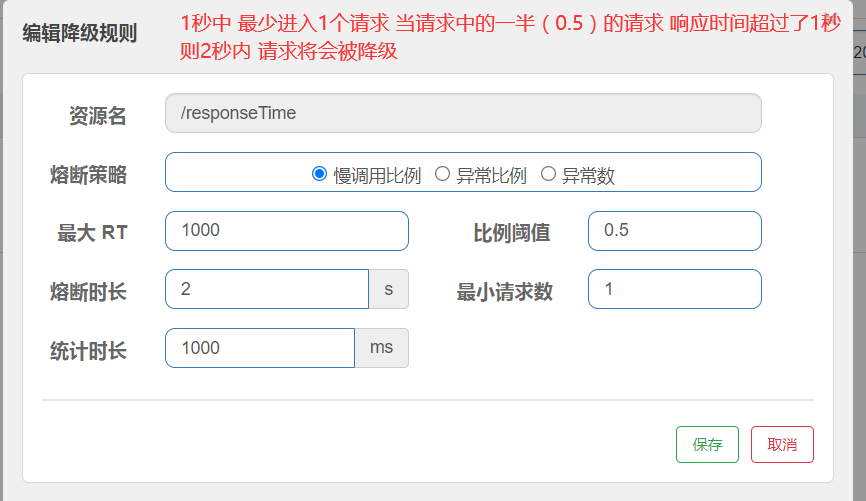 编辑降级规则
1秒中 最少进入1个请求 当请求中的一半（0.5）的请求 响应时间超过了1秒
则2秒内 请求将会被降级
20
资源名 /responseTime
熔断策略 慢调用比例 异常比例 异常数
最大 RT 1000 比例阈值 0.5
熔断时长 2 s 最小请求数 1
统计时长 1000 ms
保存 取消